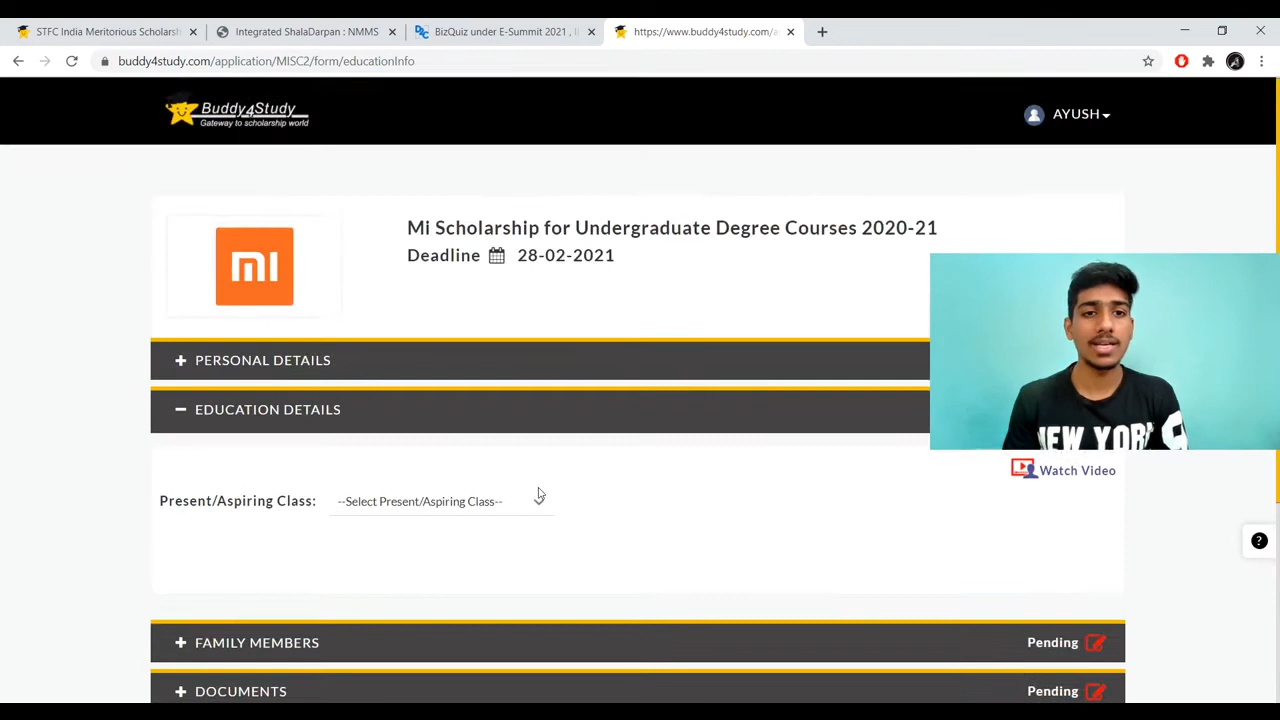 STFC India Meritorious Scholarsh
Integrated ShalaDarpan : NMMS
BizQuiz under E-Summit 2021 , I
https://www.buddy4study.com/a
buddy4study.com/application/MISC2/form/educationInfo
Buddy4Study
Gateway to scholarship world
AYUSH
mi
Mi Scholarship for Undergraduate Degree Courses 2020-21
Deadline 28-02-2021
+ PERSONAL DETAILS
− EDUCATION DETAILS
NEW YORK
Watch Video
Present/Aspiring Class: --Select Present/Aspiring Class--
?
+ FAMILY MEMBERS Pending
+ DOCUMENTS Pending